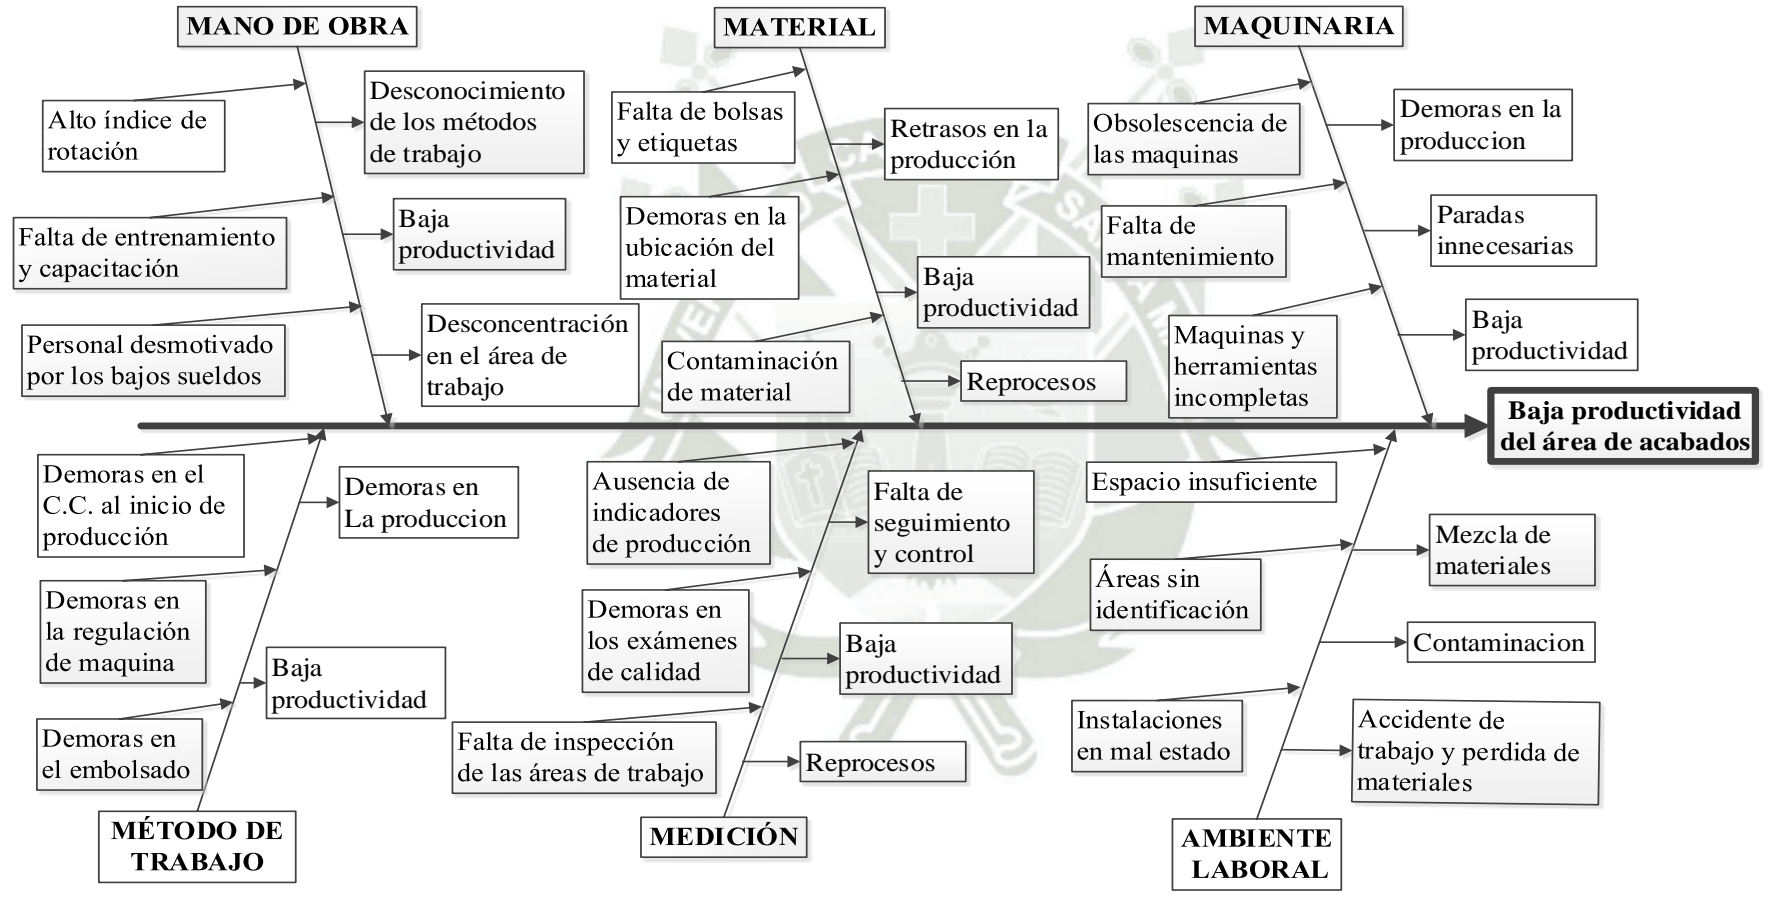 MANO DE OBRA
Alto índice de
rotación
Desconocimiento
de los métodos
de trabajo
Falta de entrenamiento
y capacitación
Baja
productividad
Personal desmotivado
por los bajos sueldos
Desconcentración
en el área de
trabajo
MATERIAL
Falta de bolsas
y etiquetas
Retrasos en la
producción
Demoras en la
ubicación del
material
Baja
productividad
Contaminación
de material
Reprocesos
MAQUINARIA
Obsolescencia de
las maquinas
Demoras en la
produccion
Falta de
mantenimiento
Paradas
innecesarias
Maquinas y
herramientas
incompletas
Baja
productividad
Baja productividad
del área de acabados
Demoras en el
C.C. al inicio de
producción
Demoras en
La produccion
Demoras en
la regulación
de maquina
Baja
productividad
Demoras en
el embolsado
MÉTODO DE
TRABAJO
Ausencia de
indicadores
de producción
Falta de
seguimiento
y control
Demoras en
los exámenes
de calidad
Baja
productividad
Falta de inspección
de las áreas de trabajo
Reprocesos
MEDICIÓN
Espacio insuficiente
Mezcla de
materiales
Áreas sin
identificación
Contaminacion
Instalaciones
en mal estado
Accidente de
trabajo y perdida de
materiales
AMBIENTE
LABORAL